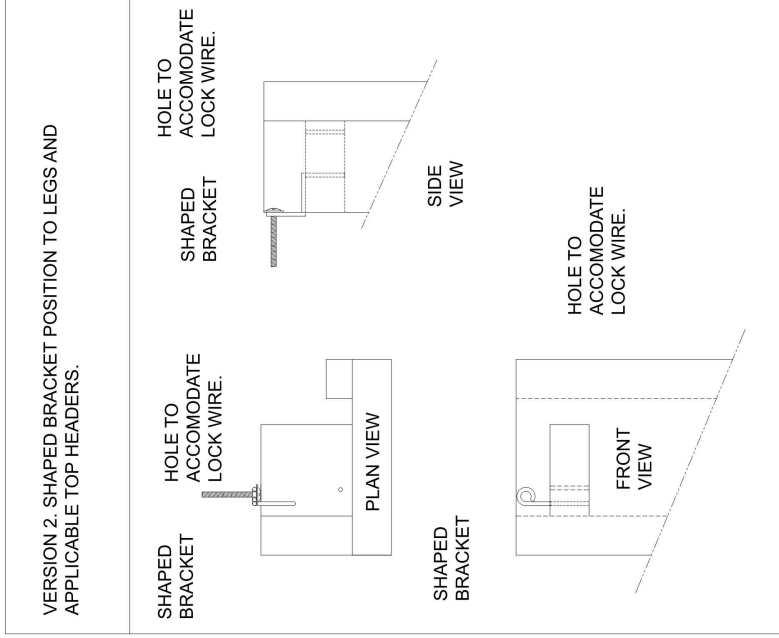 VERSION 2. SHAPED BRACKET POSITION TO LEGS AND
APPLICABLE TOP HEADERS.
SHAPED
BRACKET
HOLE TO
ACCOMODATE
LOCK WIRE.
PLAN VIEW
SHAPED
BRACKET
HOLE TO
ACCOMODATE
LOCK WIRE.
SIDE
VIEW
SHAPED
BRACKET
FRONT
VIEW
HOLE TO
ACCOMODATE
LOCK WIRE.